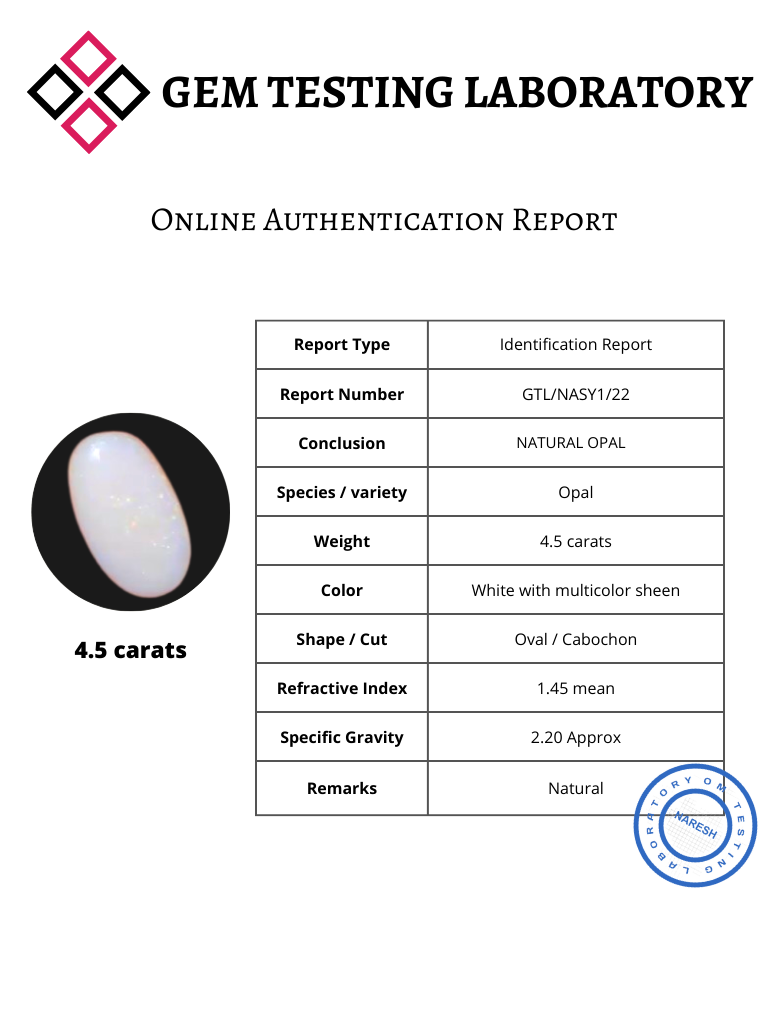 GEM TESTING LABORATORY
Online Authentication Report
Report Type Identification Report
Report Number GTL/NASY1/22
Conclusion NATURAL OPAL
Species / variety Opal
Weight 4.5 carats
Color White with multicolor sheen
Shape / Cut Oval / Cabochon
4.5 carats
Refractive Index 1.45 mean
Specific Gravity 2.20 Approx
Remarks Natural
OM TESTING LABORATORY
NARESH